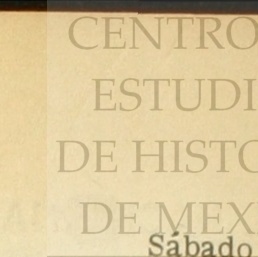 CENTRO
ESTUDI
DE HISTO
DE MEX
Sábado